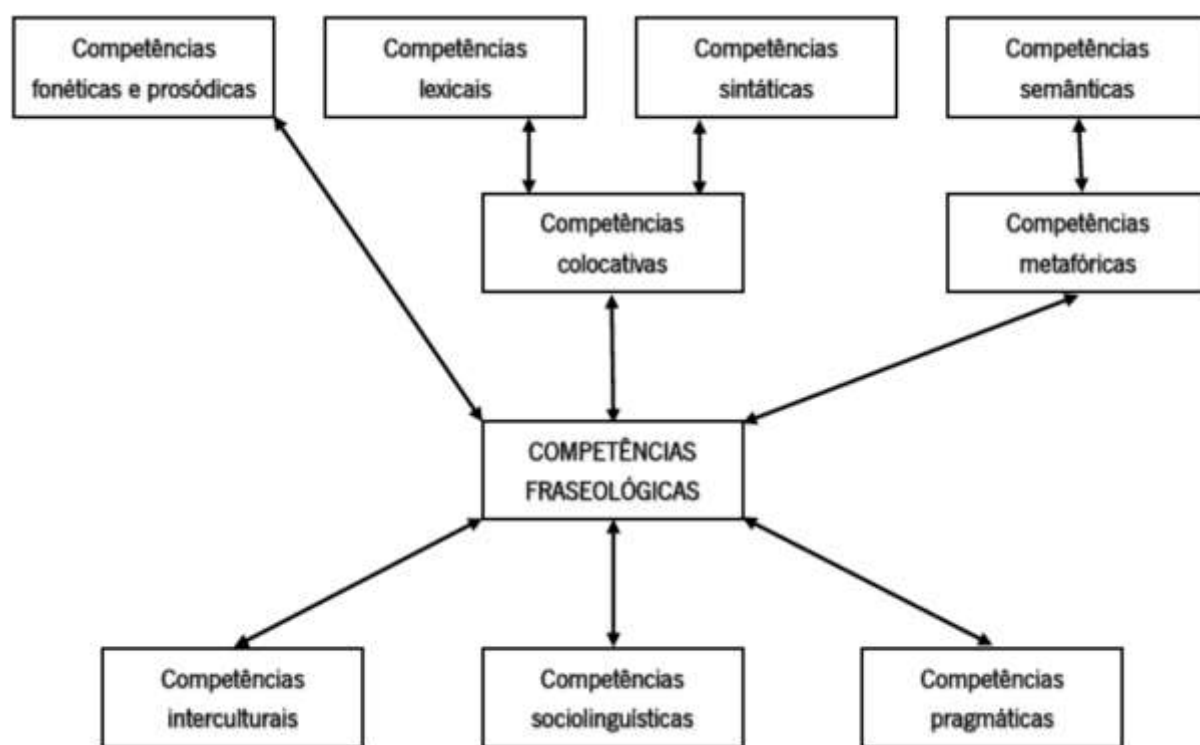 Competências
fonéticas e prosódicas
Competências
lexicais
Competências
sintáticas
Competências
semânticas
Competências
colocativas
Competências
metafóricas
COMPETÊNCIAS
FRASEOLÓGICAS
Competências
interculturais
Competências
sociolinguísticas
Competências
pragmáticas